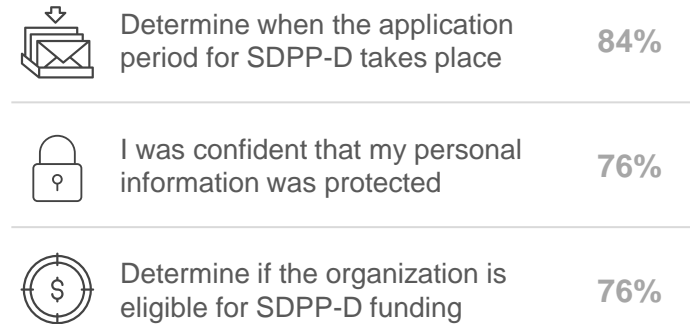 Determine when the application
period for SDPP-D takes place
84%
I was confident that my personal
information was protected
76%
$
Determine if the organization is
eligible for SDPP-D funding
76%